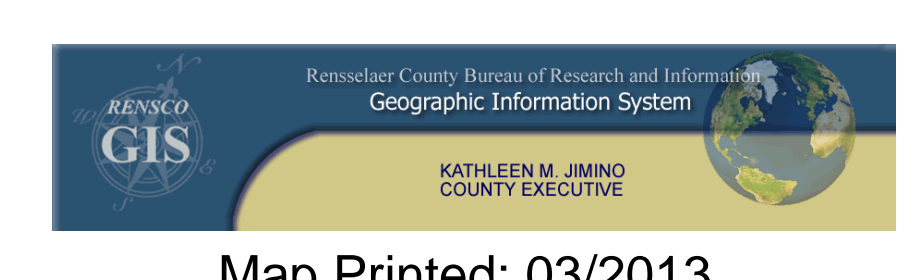 N
W
RENSCO
GIS
S
Rensselaer County Bureau of Research and Information
Geographic Information System
KATHLEEN M. JIMINO
COUNTY EXECUTIVE
Map Printed: 03/2013